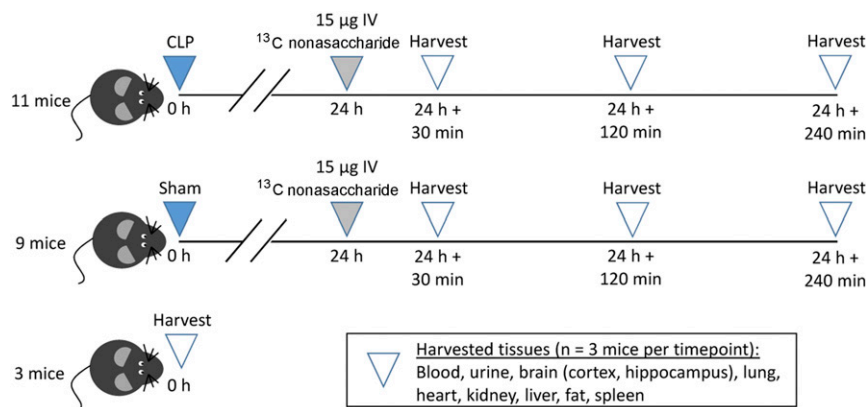 15 µg IV
CLP
¹³C nonasaccharide
Harvest
Harvest
Harvest
11 mice
0 h
24 h
24 h +
30 min
24 h +
120 min
24 h +
240 min
15 µg IV
Sham
¹³C nonasaccharide
Harvest
Harvest
Harvest
9 mice
0 h
24 h
24 h +
30 min
24 h +
120 min
24 h +
240 min
Harvest
3 mice
0 h
Harvested tissues (n = 3 mice per timepoint):
Blood, urine, brain (cortex, hippocampus), lung,
heart, kidney, liver, fat, spleen